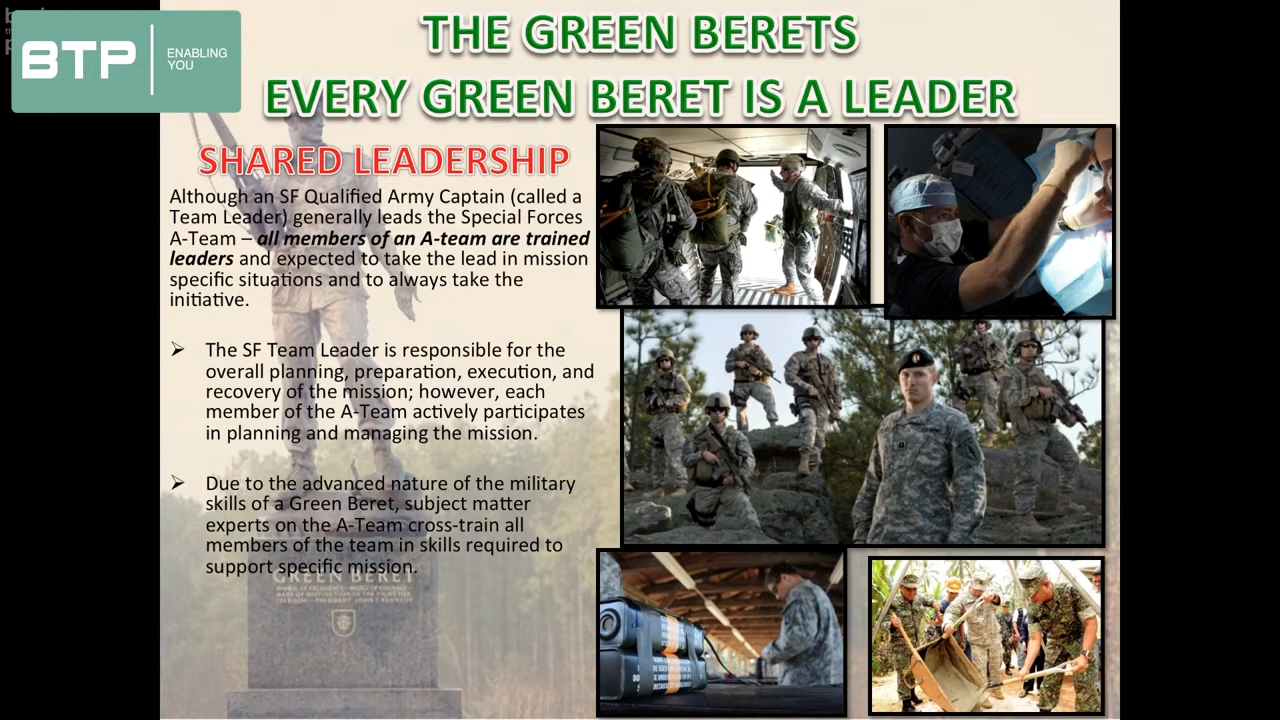 BTP
ENABLING
YOU
THE GREEN BERETS
EVERY GREEN BERET IS A LEADER
SHARED LEADERSHIP
Although an SF Qualified Army Captain (called a
Team Leader) generally leads the Special Forces
A-Team – all members of an A-team are trained
leaders and expected to take the lead in mission
specific situations and to always take the
initiative.
➢ The SF Team Leader is responsible for the
overall planning, preparation, execution, and
recovery of the mission; however, each
member of the A-Team actively participates
in planning and managing the mission.
➢ Due to the advanced nature of the military
skills of a Green Beret, subject matter
experts on the A-Team cross-train all
members of the team in skills required to
support specific mission.
GREEN BERET